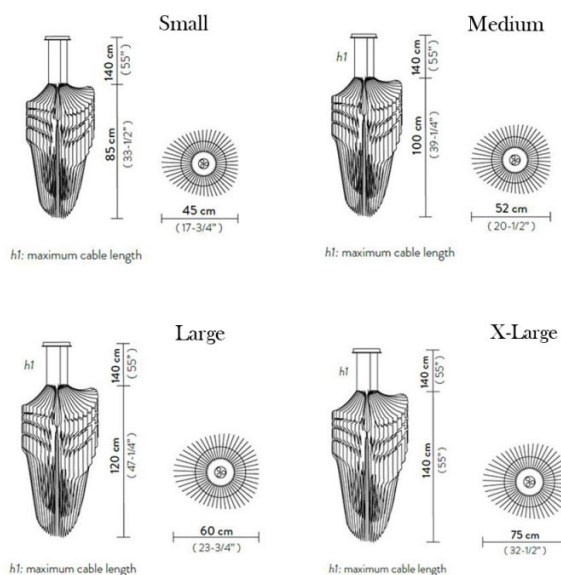 Small
140 cm
( 55" )
85 cm
( 33-1/2" )
45 cm
( 17-3/4" )
h1: maximum cable length
Medium
h1
140 cm
( 55" )
100 cm
( 39-1/4" )
52 cm
( 20-1/2" )
h1: maximum cable length
Large
h1
140 cm
( 55" )
120 cm
( 47-1/4" )
60 cm
( 23-3/4" )
h1: maximum cable length
X-Large
h1
140 cm
( 55" )
140 cm
( 55" )
75 cm
( 32-1/2" )
h1: maximum cable length